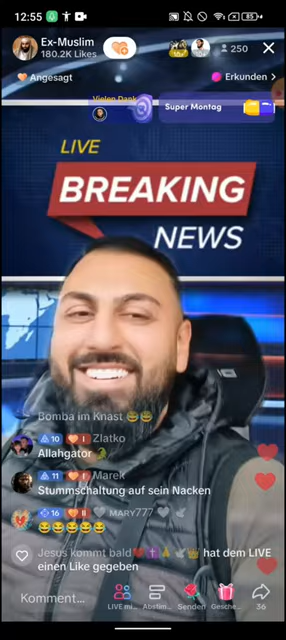 12:55
85
Ex-Muslim
180.2K Likes
250
Angesagt
Erkunden >
Vielen Dank
Super Montag
LIVE
BREAKING
NEWS
Bomba im Knast 😂😂
10 I Zlatko
Allahgator 🐊
11 I Marek
Stummschaltung auf sein Nacken
16 II 🤍 MARY777 🤍 🕊
😂😂😂😂😂
Jesus kommt bald❤️✝️🙏🕊👑 hat dem LIVE
einen Like gegeben
Komment...
LIVE mi...
Abstim...
Senden
Gesche...
36